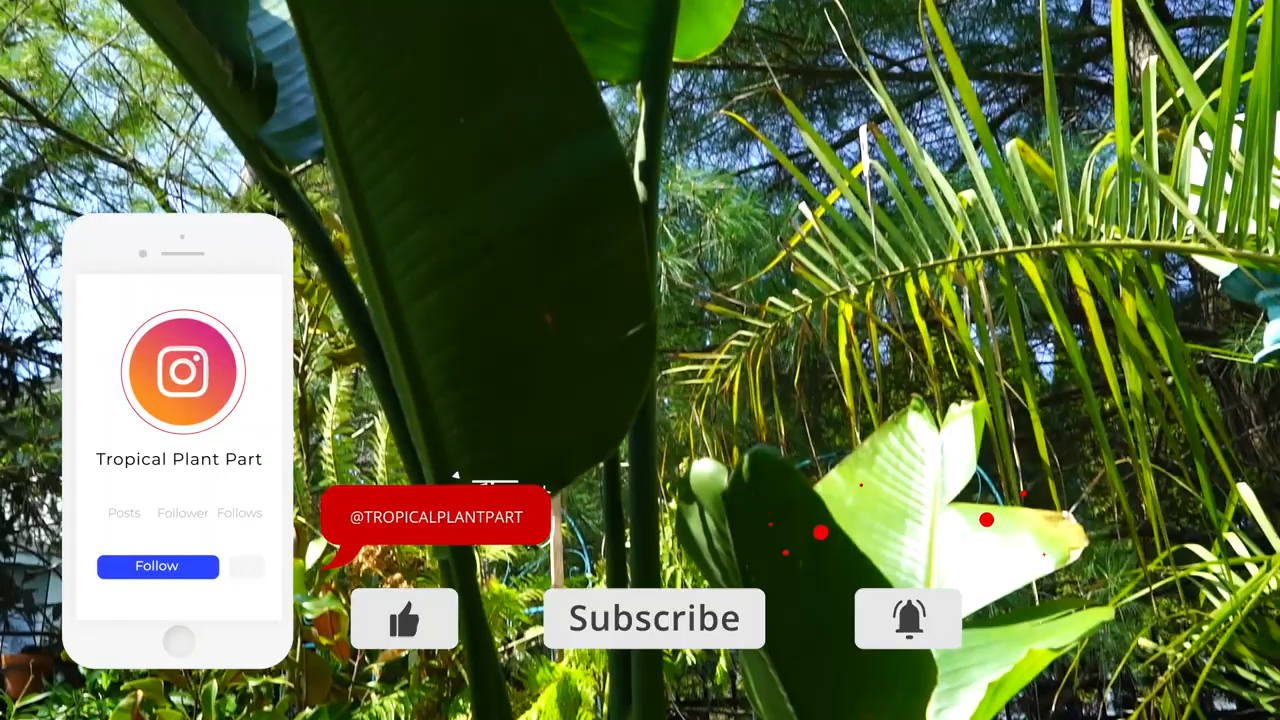 Tropical Plant Part
Posts Follower Follows
Follow
@TROPICALPLANTPART
Subscribe